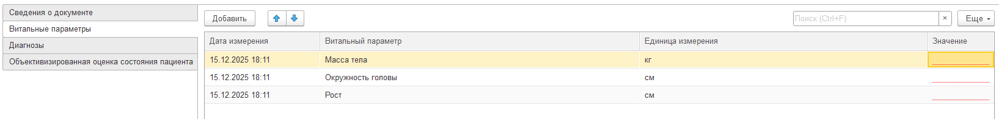 Сведения о документе
Витальные параметры
Диагнозы
Объективизированная оценка состояния пациента
Добавить
Поиск (Ctrl+F) ×
Еще
Дата измерения Витальный параметр Единица измерения Значение
15.12.2025 18:11 Масса тела кг
15.12.2025 18:11 Окружность головы см
15.12.2025 18:11 Рост см